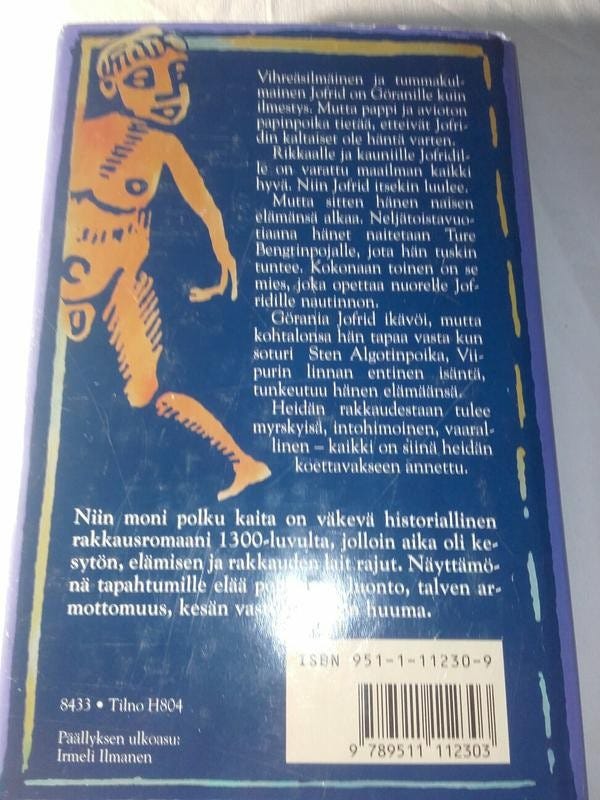 Vihreäsilmäinen ja tummakul-
mainen Jofrid on Göranille kuin
ilmestys. Mutta pappi ja avioton
papinpoika tietää, etteivät Jofri-
din kaltaiset ole häntä varten.
Rikkaalle ja kauniille Jofridil-
le on varattu maailman kaikki
hyvä. Niin Jofrid itsekin luulee.
Mutta sitten hänen naisen
elämänsä alkaa. Neljätoistavuo-
tiaana hänet naitetaan Ture
Bengtinpojalle, jota hän tuskin
tuntee. Kokonaan toinen on se
mies, joka opettaa nuorelle Jof-
ridille nautinnon.
Görania Jofrid ikävöi, mutta
kohtalonsa hän tapaa vasta kun
soturi Sten Algotinpoika, Vii-
purin linnan entinen isäntä,
tunkeutuu hänen elämäänsä.
Heidän rakkaudestaan tulee
myrskyisä, intohimoinen, vaaral-
linen – kaikki on siinä heidän
koettavakseen annettu.
Niin moni polku kaita on väkevä historiallinen
rakkausromaani 1300-luvulta, jolloin aika oli ke-
sytön, elämisen ja rakkauden lait rajut. Näyttämö-
nä tapahtumille elää luonto, talven ar-
mottomuus, kesän huuma.
ISBN 951-1-11230-9
8433 • Tilno H804
Päällyksen ulkoasu:
Irmeli Ilmanen
9 789511 112303